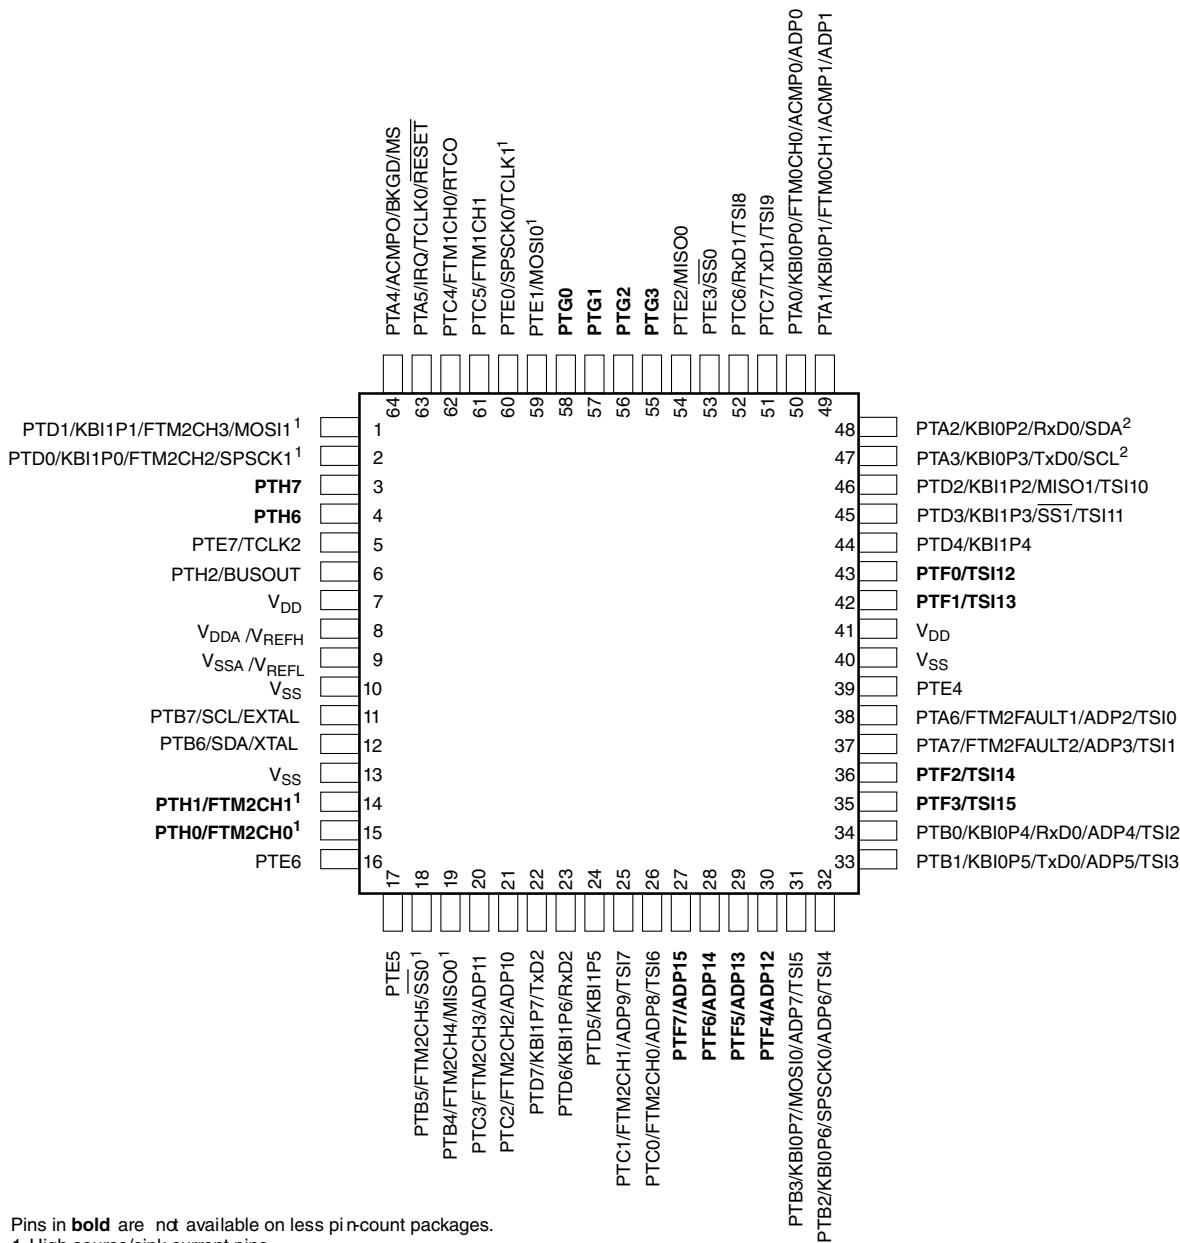 PTA4/ACMPO/BKGD/MS
PTA5/IRQ/TCLK0/RESET
PTC4/FTM1CH0/RTCO
PTC5/FTM1CH1
PTE0/SPSCK0/TCLK1¹
PTE1/MOSI0¹
PTG0
PTG1
PTG2
PTG3
PTE2/MISO0
PTE3/SS0
PTC6/RxD1/TSI8
PTC7/TxD1/TSI9
PTA0/KBI0P0/FTM0CH0/ACMP0/ADP0
PTA1/KBI0P1/FTM0CH1/ACMP1/ADP1
64 63 62 61 60 59 58 57 56 55 54 53 52 51 50 49
PTD1/KBI1P1/FTM2CH3/MOSI1¹ 1
PTD0/KBI1P0/FTM2CH2/SPSCK1¹ 2
PTH7 3
PTH6 4
PTE7/TCLK2 5
PTH2/BUSOUT 6
VDD 7
VDDA /VREFH 8
VSSA /VREFL 9
VSS 10
PTB7/SCL/EXTAL 11
PTB6/SDA/XTAL 12
VSS 13
PTH1/FTM2CH1¹ 14
PTH0/FTM2CH0¹ 15
PTE6 16
48 PTA2/KBI0P2/RxD0/SDA²
47 PTA3/KBI0P3/TxD0/SCL²
46 PTD2/KBI1P2/MISO1/TSI10
45 PTD3/KBI1P3/SS1/TSI11
44 PTD4/KBI1P4
43 PTF0/TSI12
42 PTF1/TSI13
41 VDD
40 VSS
39 PTE4
38 PTA6/FTM2FAULT1/ADP2/TSI0
37 PTA7/FTM2FAULT2/ADP3/TSI1
36 PTF2/TSI14
35 PTF3/TSI15
34 PTB0/KBI0P4/RxD0/ADP4/TSI2
33 PTB1/KBI0P5/TxD0/ADP5/TSI3
17 18 19 20 21 22 23 24 25 26 27 28 29 30 31 32
PTE5
PTB5/FTM2CH5/SS0¹
PTB4/FTM2CH4/MISO0¹
PTC3/FTM2CH3/ADP11
PTC2/FTM2CH2/ADP10
PTD7/KBI1P7/TxD2
PTD6/KBI1P6/RxD2
PTD5/KBI1P5
PTC1/FTM2CH1/ADP9/TSI7
PTC0/FTM2CH0/ADP8/TSI6
PTF7/ADP15
PTF6/ADP14
PTF5/ADP13
PTF4/ADP12
PTB3/KBI0P7/MOSI0/ADP7/TSI5
PTB2/KBI0P6/SPSCK0/ADP6/TSI4
Pins in bold are not available on less pin-count packages.